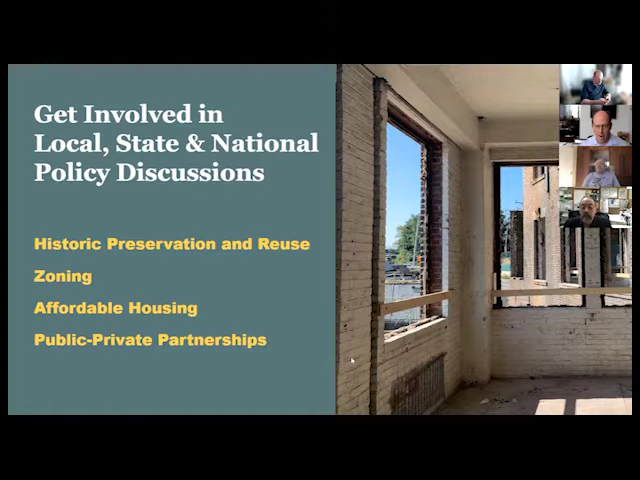 Get Involved in
Local, State & National
Policy Discussions
Historic Preservation and Reuse
Zoning
Affordable Housing
Public-Private Partnerships